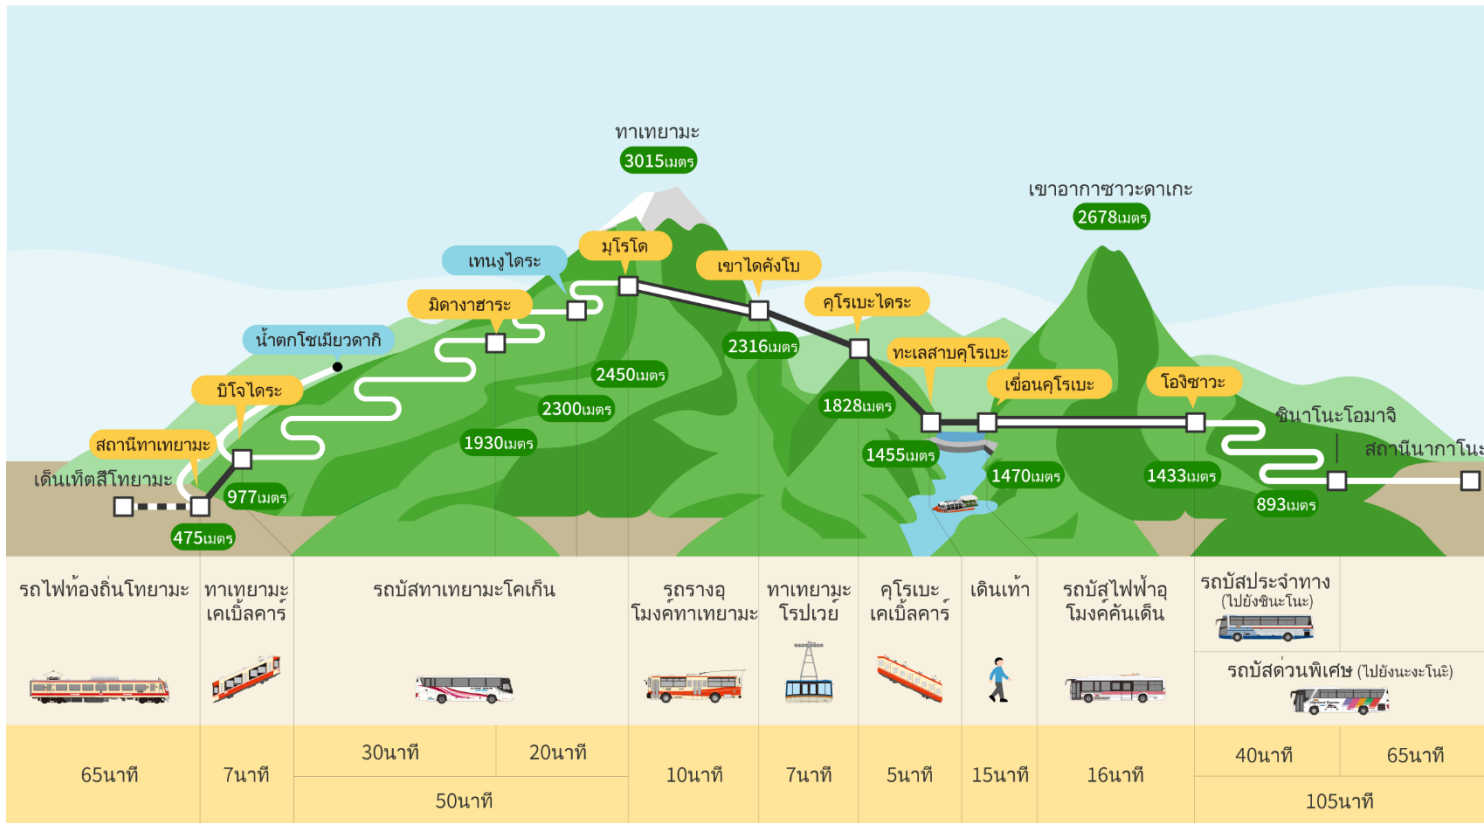 ทาเทยามะ
3015เมตร
เขาอากาซาวะดาเกะ
2678เมตร
มุโรโด
เทนงูไดระ
เขาไดคังโบ
มิดางาฮาระ
คุโรเบะไดระ
น้ำตกโชเมียวดากิ
2316เมตร
ทะเลสาบคุโรเบะ
2450เมตร
บิโจไดระ
เขื่อนคุโรเบะ
โองิซาวะ
2300เมตร
1828เมตร
ชินาโนะโอมาจิ
สถานีทาเทยามะ
1930เมตร
สถานีนากาโนะ
1455เมตร
เด็นเท็ตสึโทยามะ
1470เมตร
1433เมตร
977เมตร
893เมตร
475เมตร
รถไฟท้องถิ่นโทยามะ
ทาเทยามะ
เคเบิ้ลคาร์
รถบัสทาเทยามะโคเก็น
รถรางอุ
โมงค์ทาเทยามะ
ทาเทยามะ
โรปเวย์
คุโรเบะ
เคเบิ้ลคาร์
เดินเท้า
รถบัสไฟฟ้าอุ
โมงค์คันเด็น
รถบัสประจำทาง
(ไปยังชินะโนะ)
รถบัสด่วนพิเศษ (ไปยังนะงะโนะ)
65นาที
7นาที
30นาที
20นาที
50นาที
10นาที
7นาที
5นาที
15นาที
16นาที
40นาที
65นาที
105นาที